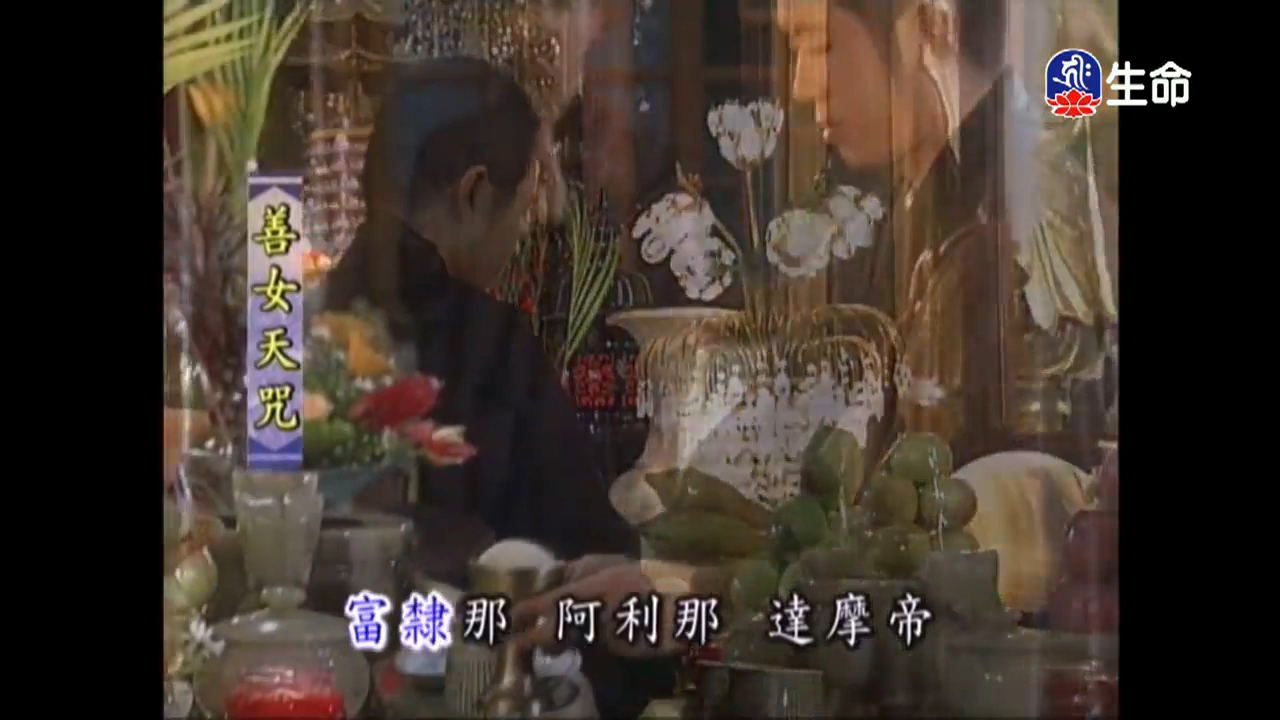 生命
善女天咒
富隸那 阿利那 達摩帝